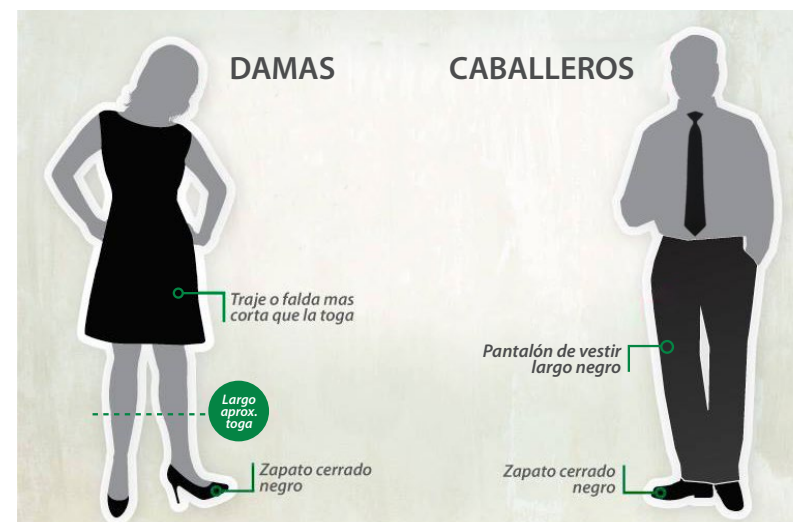 DAMAS
CABALLEROS
Traje o falda mas
corta que la toga
Largo
aprox.
toga
Zapato cerrado
negro
Pantalón de vestir
largo negro
Zapato cerrado
negro